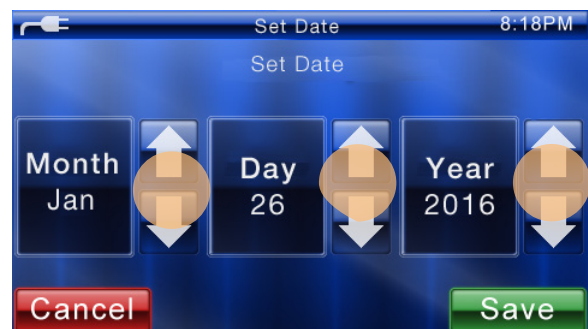 Set Date 8:18PM
Set Date
Month Day Year
Jan 26 2016
Cancel Save